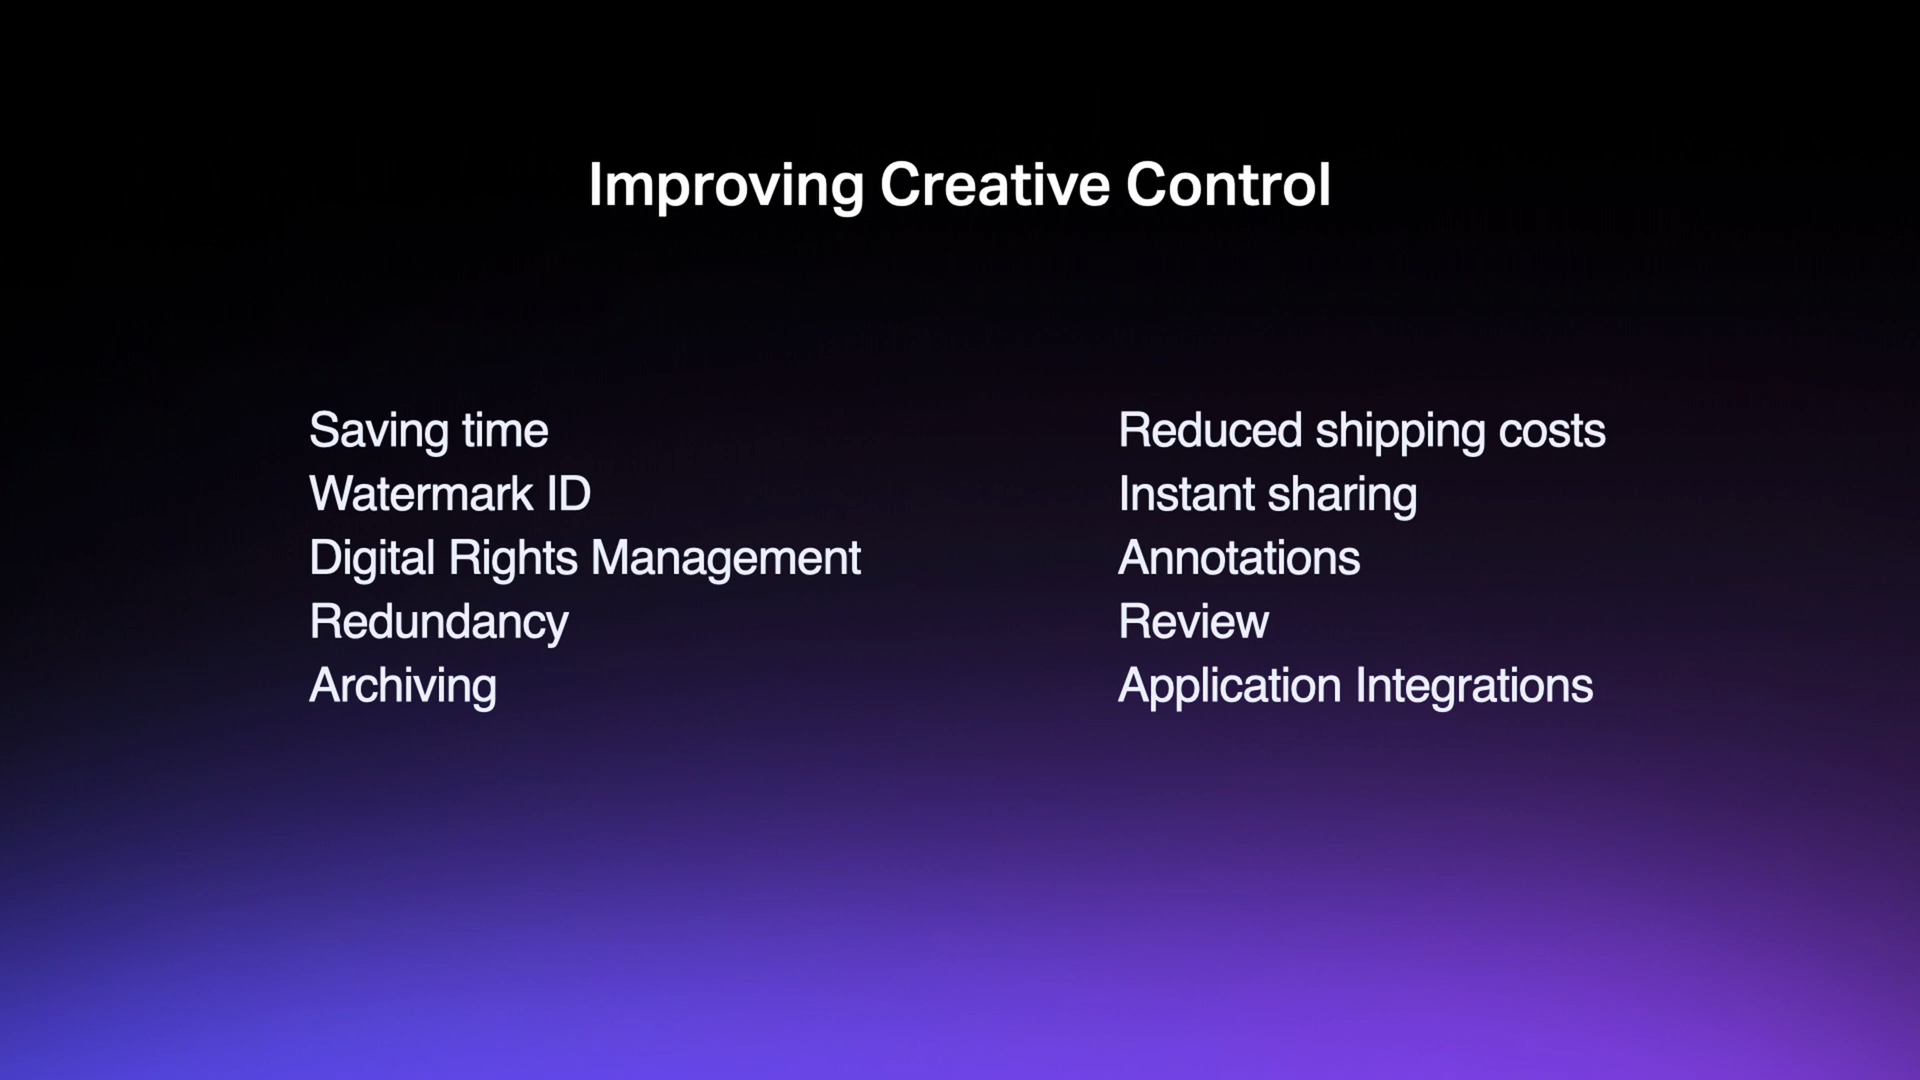 Improving Creative Control
Saving time
Watermark ID
Digital Rights Management
Redundancy
Archiving
Reduced shipping costs
Instant sharing
Annotations
Review
Application Integrations